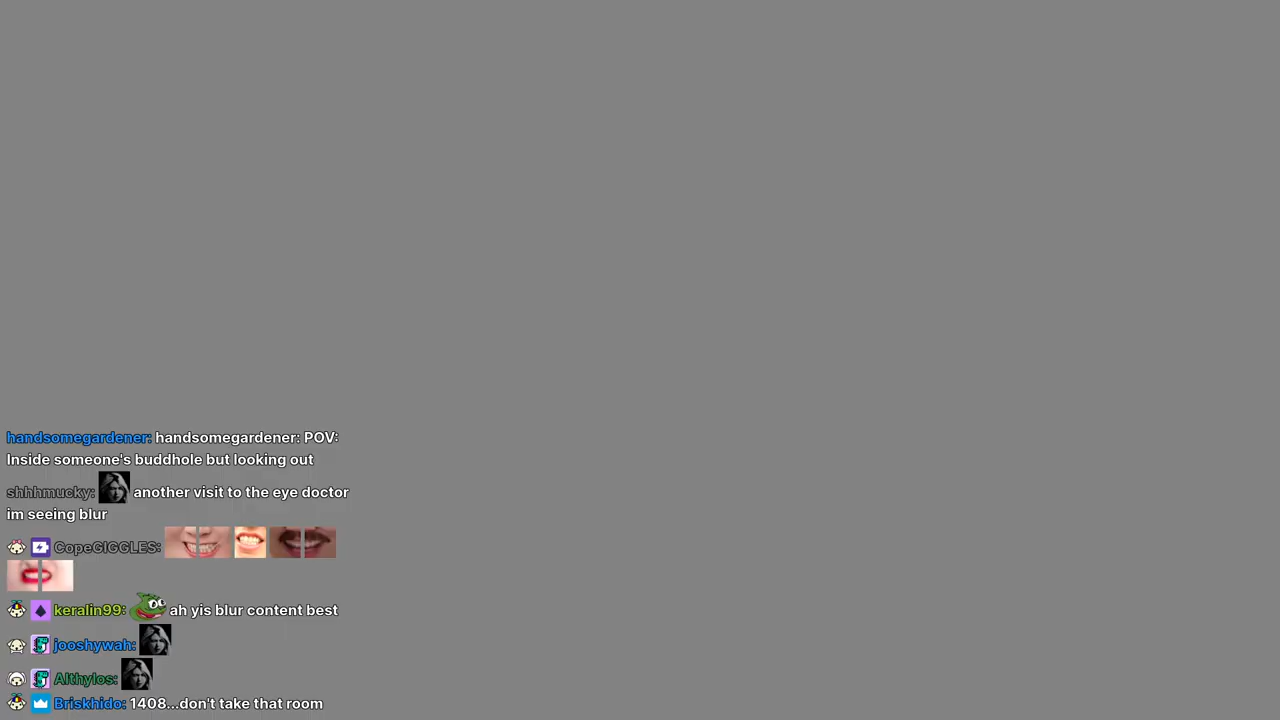 handsomegardener: handsomegardener: POV:
Inside someone's buddhole but looking out
shhhmucky: another visit to the eye doctor
im seeing blur
CopeGIGGLES:
keralin99: ah yis blur content best
jooshywah:
Althylos:
Briskhido: 1408...don't take that room